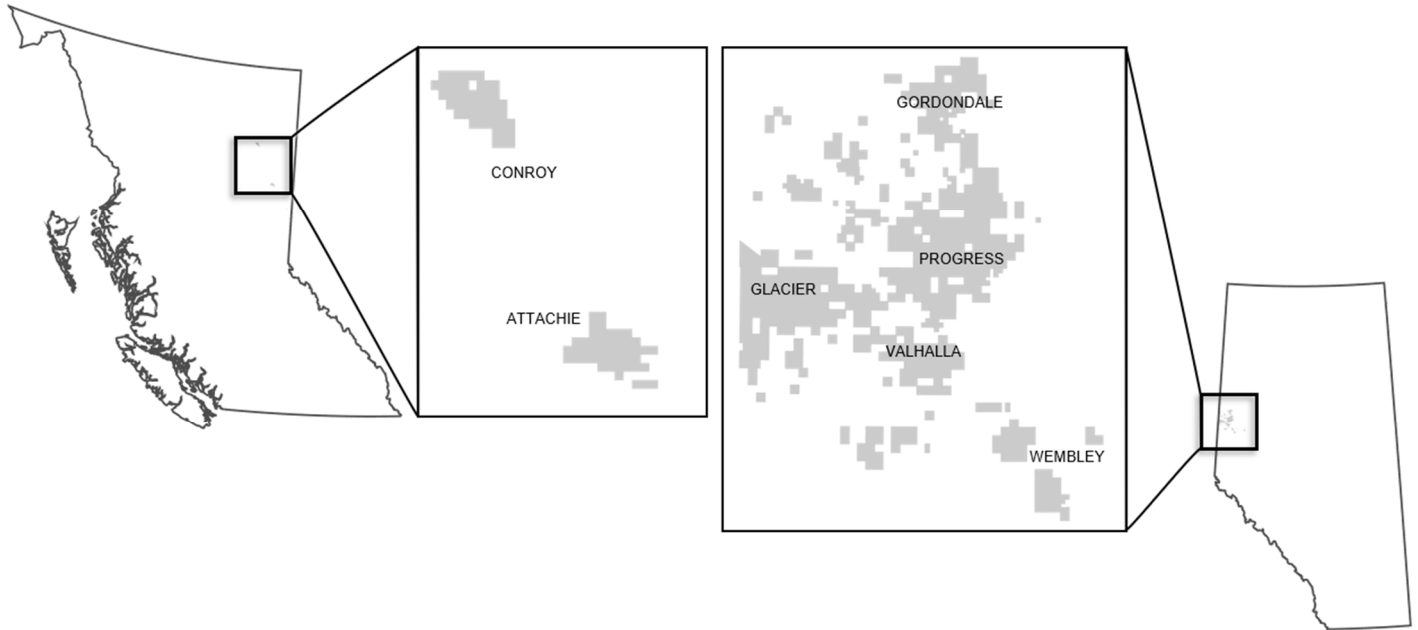 CONROY
ATTACHIE
GORDONDALE
PROGRESS
GLACIER
VALHALLA
WEMBLEY